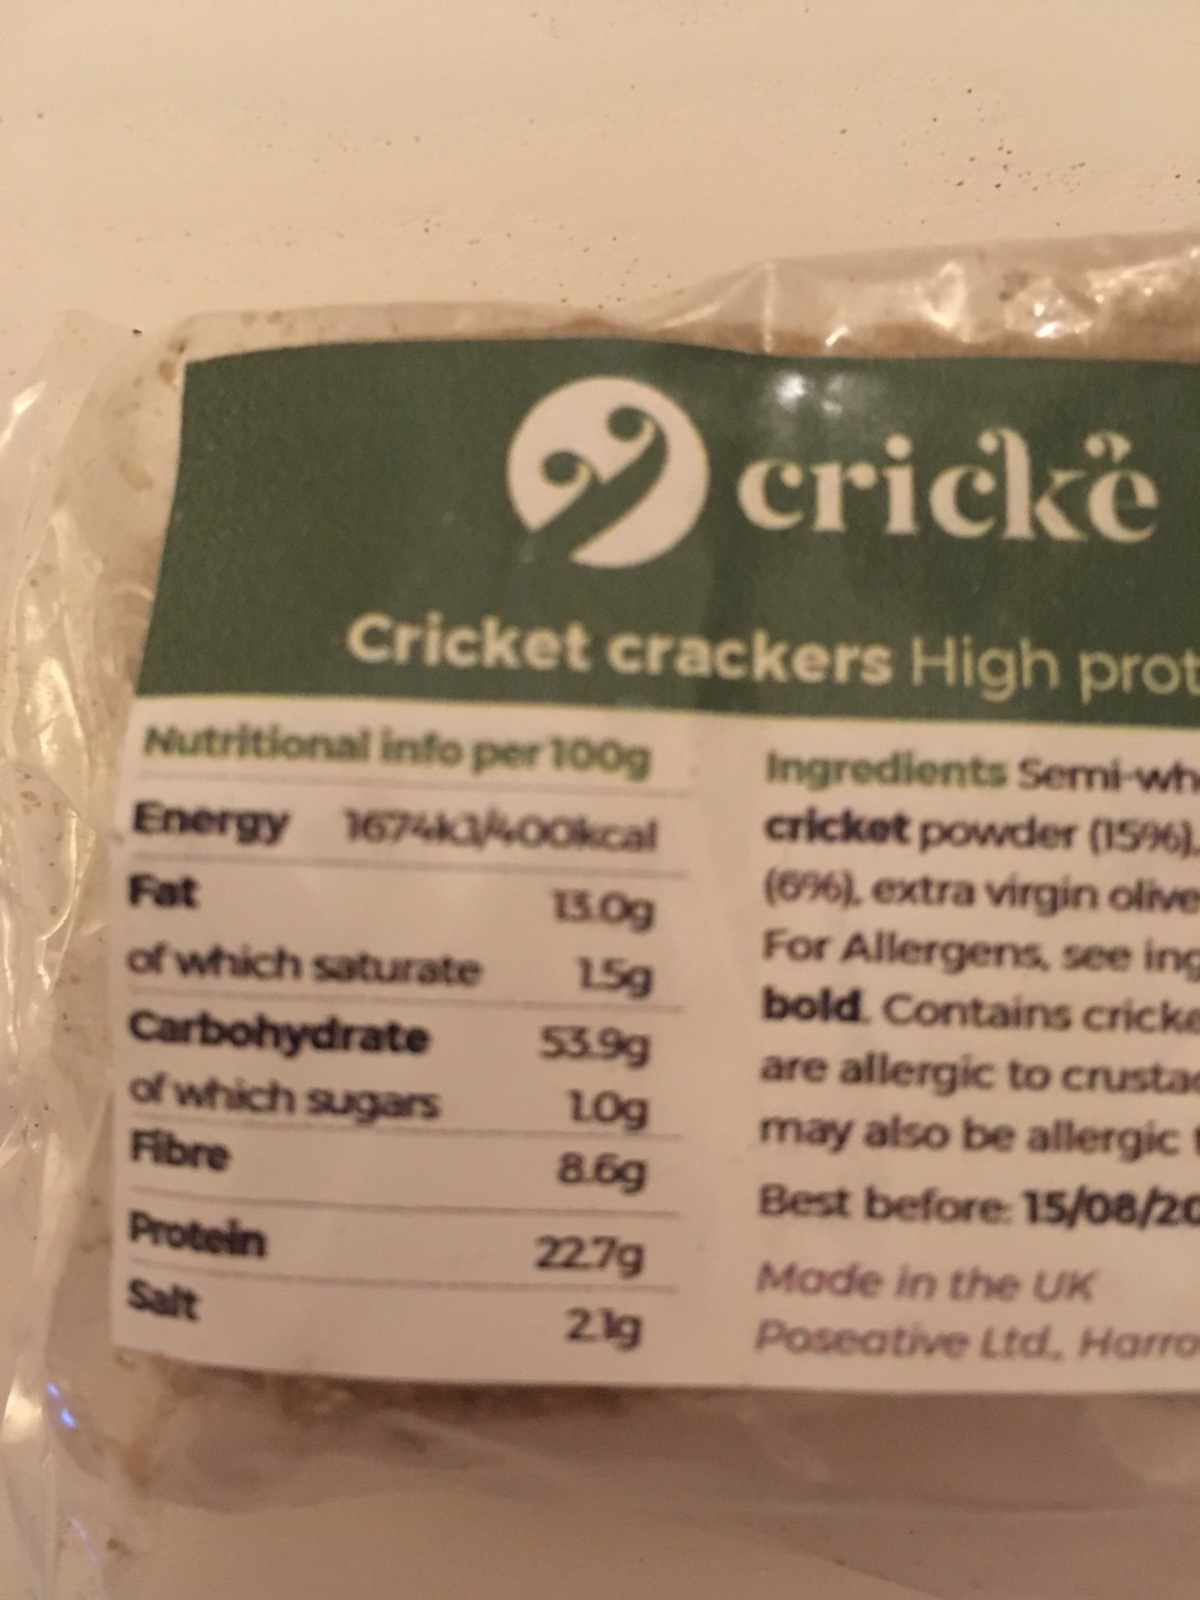 crickè
Cricket crackers High prot
Nutritional info per 100g
Energy 1674kJ/400kcal
Fat 13.0g
of which saturate 1.5g
Carbohydrate 53.9g
of which sugars 1.0g
Fibre 8.6g
Protein 22.7g
Salt 2.1g
Ingredients Semi-wh
cricket powder (15%),
(6%), extra virgin olive
For Allergens, see ing
bold. Contains cricke
are allergic to crusta
may also be allergic t
Best before: 15/08/20
Made in the UK
Poseative Ltd., Harro